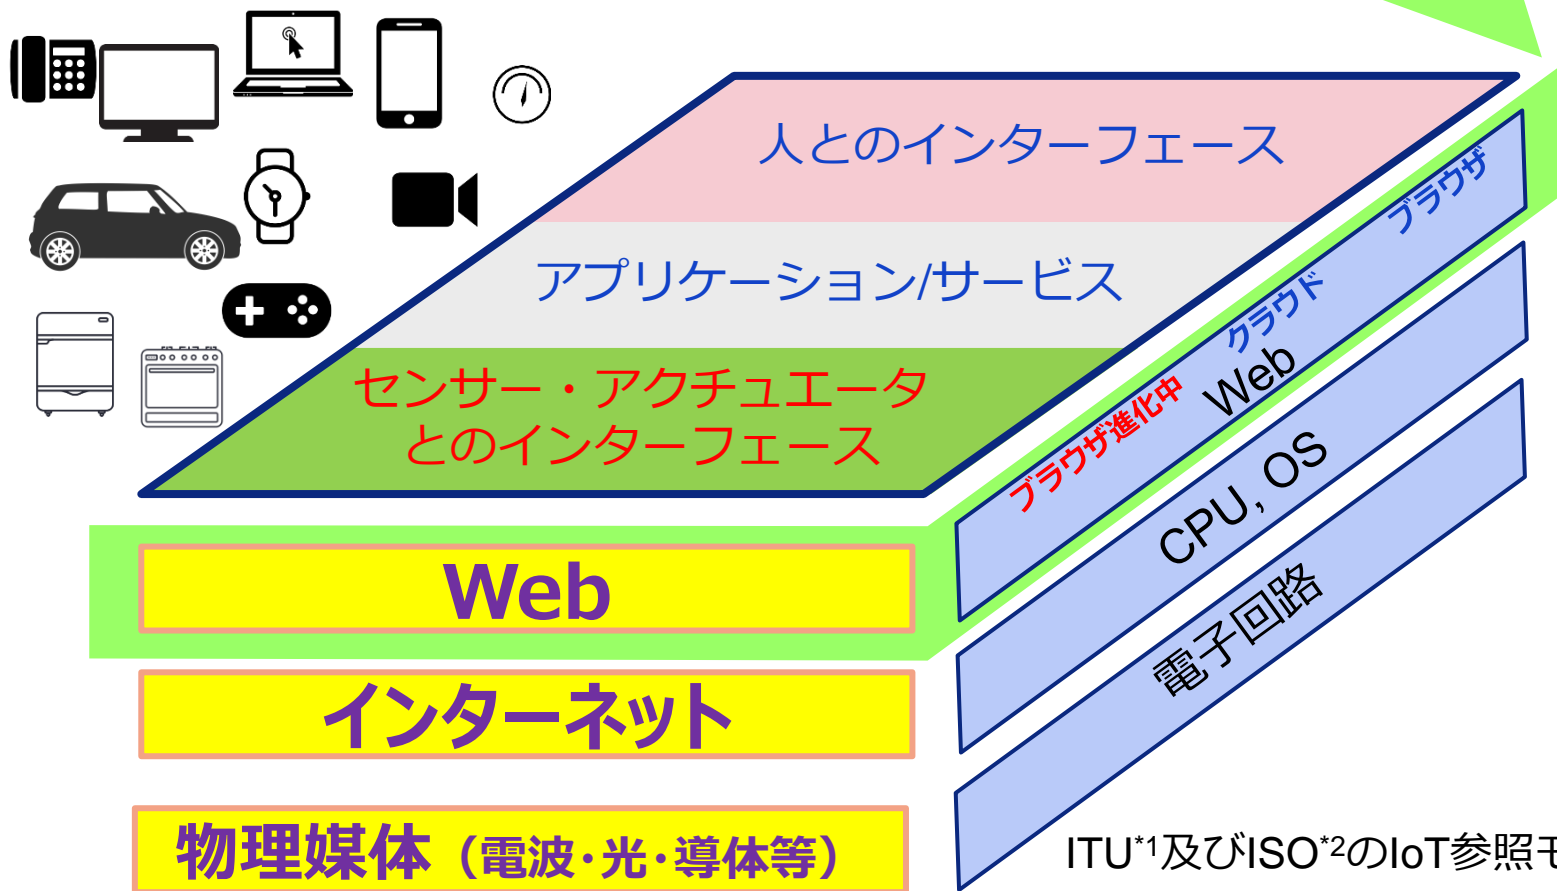 人とのインターフェース
アプリケーション/サービス
センサー・アクチュエータ
とのインターフェース
ブラウザ
クラウド
ブラウザ進化中
Web
CPU, OS
電子回路
Web
インターネット
物理媒体（電波・光・導体等）
ITU*1及びISO*2のIoT参照